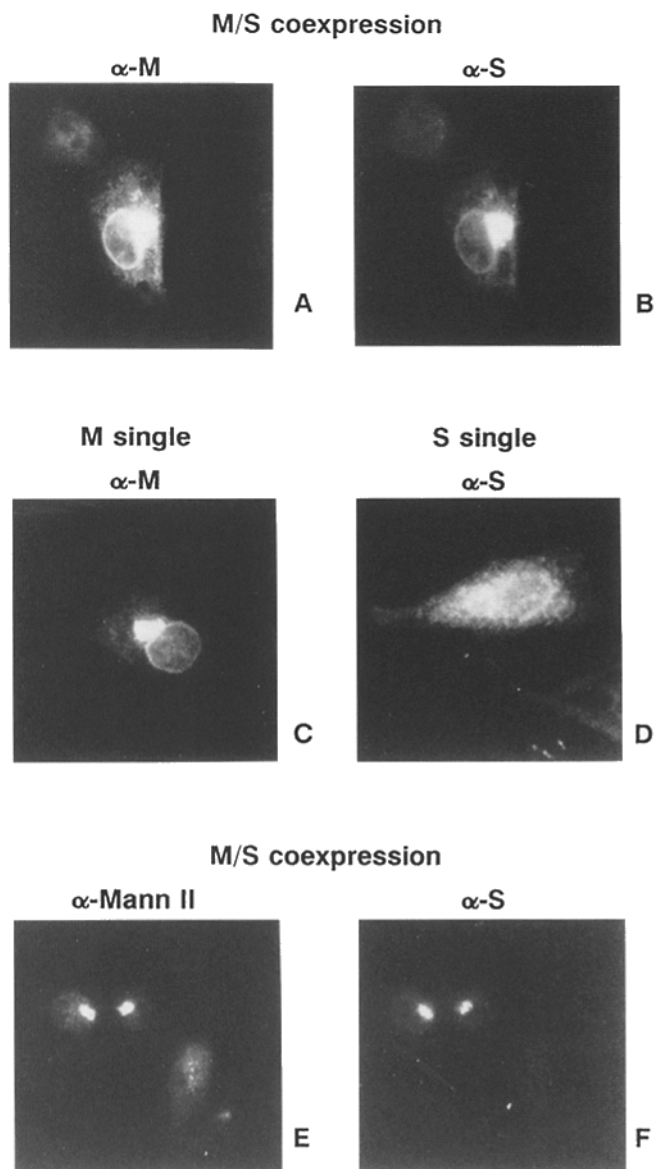 M/S coexpression
α-M α-S
A B
M single S single
α-M α-S
C D
M/S coexpression
α-Mann II α-S
E F